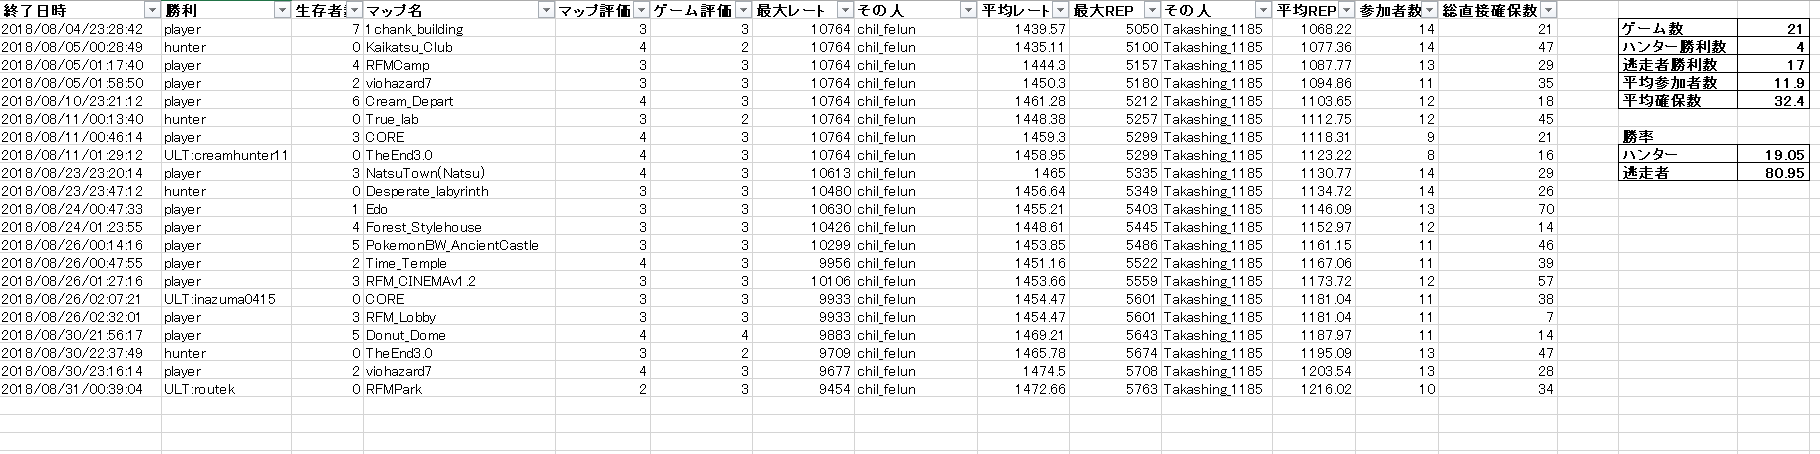 終了日時 勝利 生存者 マップ名 マップ評価 ゲーム評価 最大レート その人 平均レート 最大REP その人 平均REP 参加者数 総直接確保数
2018/08/04/23:28:42 player 7 1chank_building 3 3 10764 chil_felun 1439.57 5050 Takashing_1185 1068.22 14 21 ゲーム数 21
2018/08/05/00:28:49 hunter 0 Kaikatsu_Club 4 2 10764 chil_felun 1435.11 5100 Takashing_1185 1077.36 14 47 ハンター勝利数 4
2018/08/05/01:17:40 player 4 RFMCamp 3 3 10764 chil_felun 1444.3 5157 Takashing_1185 1087.77 13 29 逃走者勝利数 17
2018/08/05/01:58:50 player 2 viohazard7 3 3 10764 chil_felun 1450.3 5180 Takashing_1185 1094.86 11 35 平均参加者数 11.9
2018/08/10/23:21:12 player 6 Cream_Depart 4 3 10764 chil_felun 1461.28 5212 Takashing_1185 1103.65 12 18 平均確保数 32.4
2018/08/11/00:13:40 hunter 0 True_lab 3 2 10764 chil_felun 1448.38 5257 Takashing_1185 1112.75 12 45
2018/08/11/00:46:14 player 3 CORE 4 3 10764 chil_felun 1459.3 5299 Takashing_1185 1118.31 9 21 勝率
2018/08/11/01:29:12 ULT:creamhunter11 0 TheEnd3.0 4 3 10764 chil_felun 1458.95 5299 Takashing_1185 1123.22 8 16 ハンター 19.05
2018/08/23/23:20:14 player 3 NatsuTown(Natsu) 4 3 10613 chil_felun 1465 5335 Takashing_1185 1130.77 14 29 逃走者 80.95
2018/08/23/23:47:12 hunter 0 Desperate_labyrinth 3 3 10480 chil_felun 1456.64 5349 Takashing_1185 1134.72 14 26
2018/08/24/00:47:33 player 1 Edo 3 3 10630 chil_felun 1455.21 5403 Takashing_1185 1146.09 13 70
2018/08/24/01:23:55 player 4 Forest_Stylehouse 3 3 10426 chil_felun 1448.61 5445 Takashing_1185 1152.97 12 14
2018/08/26/00:14:16 player 5 PokemonBW_AncientCastle 3 3 10299 chil_felun 1453.85 5486 Takashing_1185 1161.15 11 46
2018/08/26/00:47:55 player 2 Time_Temple 4 3 9956 chil_felun 1451.16 5522 Takashing_1185 1167.06 11 39
2018/08/26/01:27:16 player 3 RFM_CINEMAv1.2 3 3 10106 chil_felun 1453.66 5559 Takashing_1185 1173.72 12 57
2018/08/26/02:07:21 ULT:inazuma0415 0 CORE 3 3 9933 chil_felun 1454.47 5601 Takashing_1185 1181.04 11 38
2018/08/26/02:32:01 player 3 RFM_Lobby 3 3 9933 chil_felun 1454.47 5601 Takashing_1185 1181.04 11 7
2018/08/30/21:56:17 player 5 Donut_Dome 4 4 9883 chil_felun 1469.21 5643 Takashing_1185 1187.97 11 14
2018/08/30/22:37:49 hunter 0 TheEnd3.0 3 2 9709 chil_felun 1465.78 5674 Takashing_1185 1195.09 13 47
2018/08/30/23:16:14 player 2 viohazard7 4 3 9677 chil_felun 1474.5 5708 Takashing_1185 1203.54 13 28
2018/08/31/00:39:04 ULT:routek 0 RFMPark 2 3 9454 chil_felun 1472.66 5763 Takashing_1185 1216.02 10 34